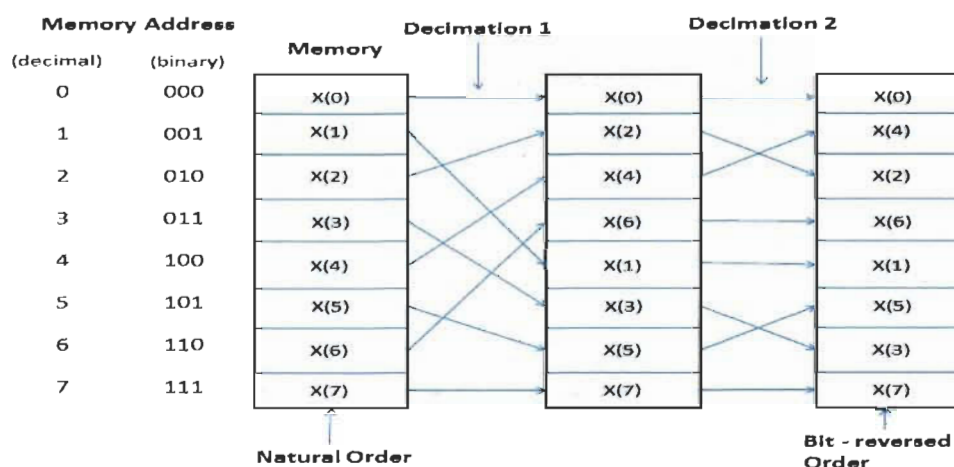 Memory Address
Decimation 1
Decimation 2
(decimal) (binary) Memory
0 000 X(0) X(0) X(0)
1 001 X(1) X(2) X(4)
2 010 X(2) X(4) X(2)
3 011 X(3) X(6) X(6)
4 100 X(4) X(1) X(1)
5 101 X(5) X(3) X(5)
6 110 X(6) X(5) X(3)
7 111 X(7) X(7) X(7)
Natural Order
Bit - reversed
Order